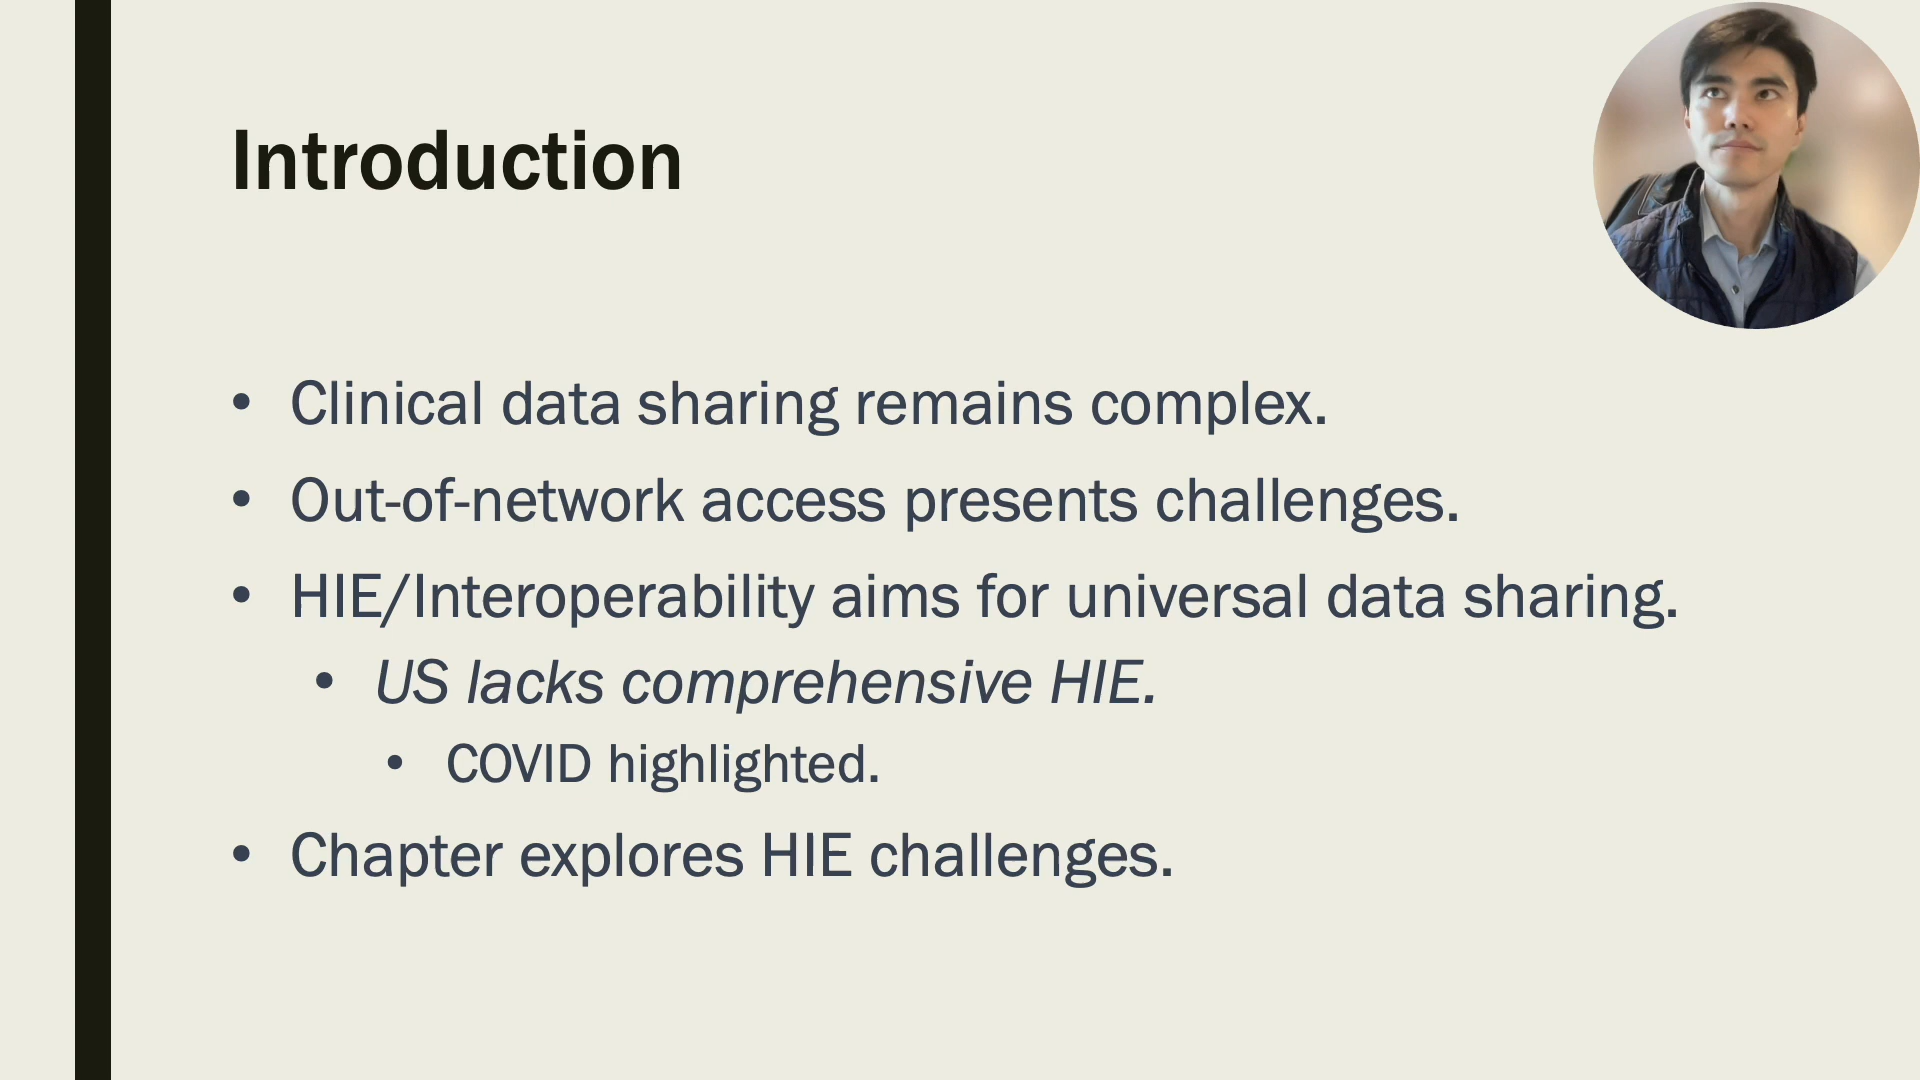 Introduction
• Clinical data sharing remains complex.
• Out-of-network access presents challenges.
• HIE/Interoperability aims for universal data sharing.
• US lacks comprehensive HIE.
• COVID highlighted.
• Chapter explores HIE challenges.